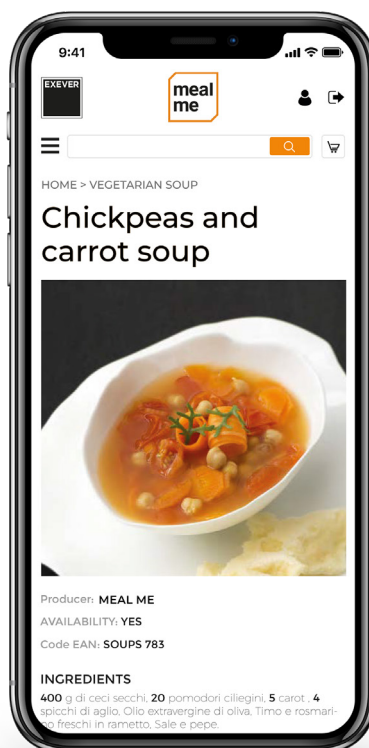 9:41
EXEVER
meal
me
HOME > VEGETARIAN SOUP
Chickpeas and
carrot soup
Producer: MEAL ME
AVAILABILITY: YES
Code EAN: SOUPS 783
INGREDIENTS
400 g di ceci secchi, 20 pomodori ciliegini, 5 carot , 4
spicchi di aglio, Olio extravergine di oliva, Timo e rosmari-
no freschi in rametto, Sale e pepe.